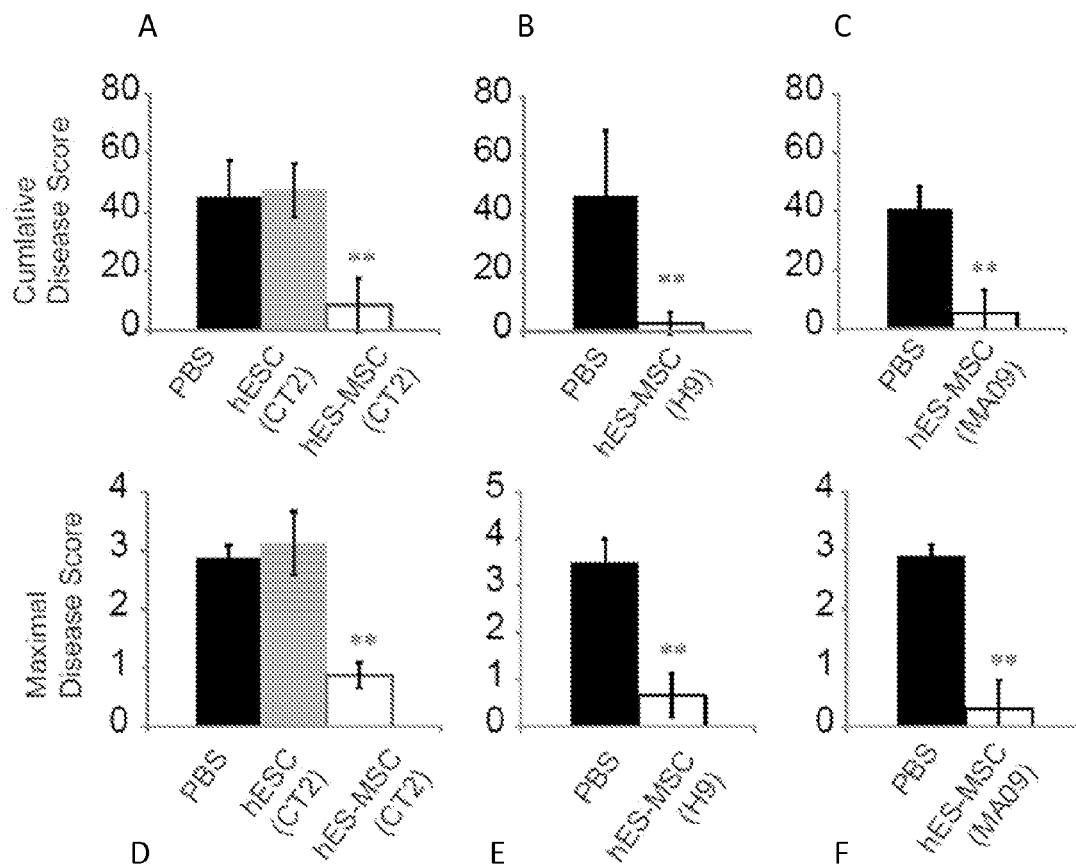 A B C
Cumlative
Disease Score
80
60
40
20
0
**
PBS
hESC
(CT2)
hES-MSC
(CT2)
80
60
40
20
0
**
PBS
hES-MSC
(H9)
80
60
40
20
0
**
PBS
hES-MSC
(MA09)
Maximal
Disease Score
4
3
2
1
0
**
PBS
hESC
(CT2)
hES-MSC
(CT2)
5
4
3
2
1
0
**
PBS
hES-MSC
(H9)
4
3
2
1
0
**
PBS
hES-MSC
(MA09)
D E F